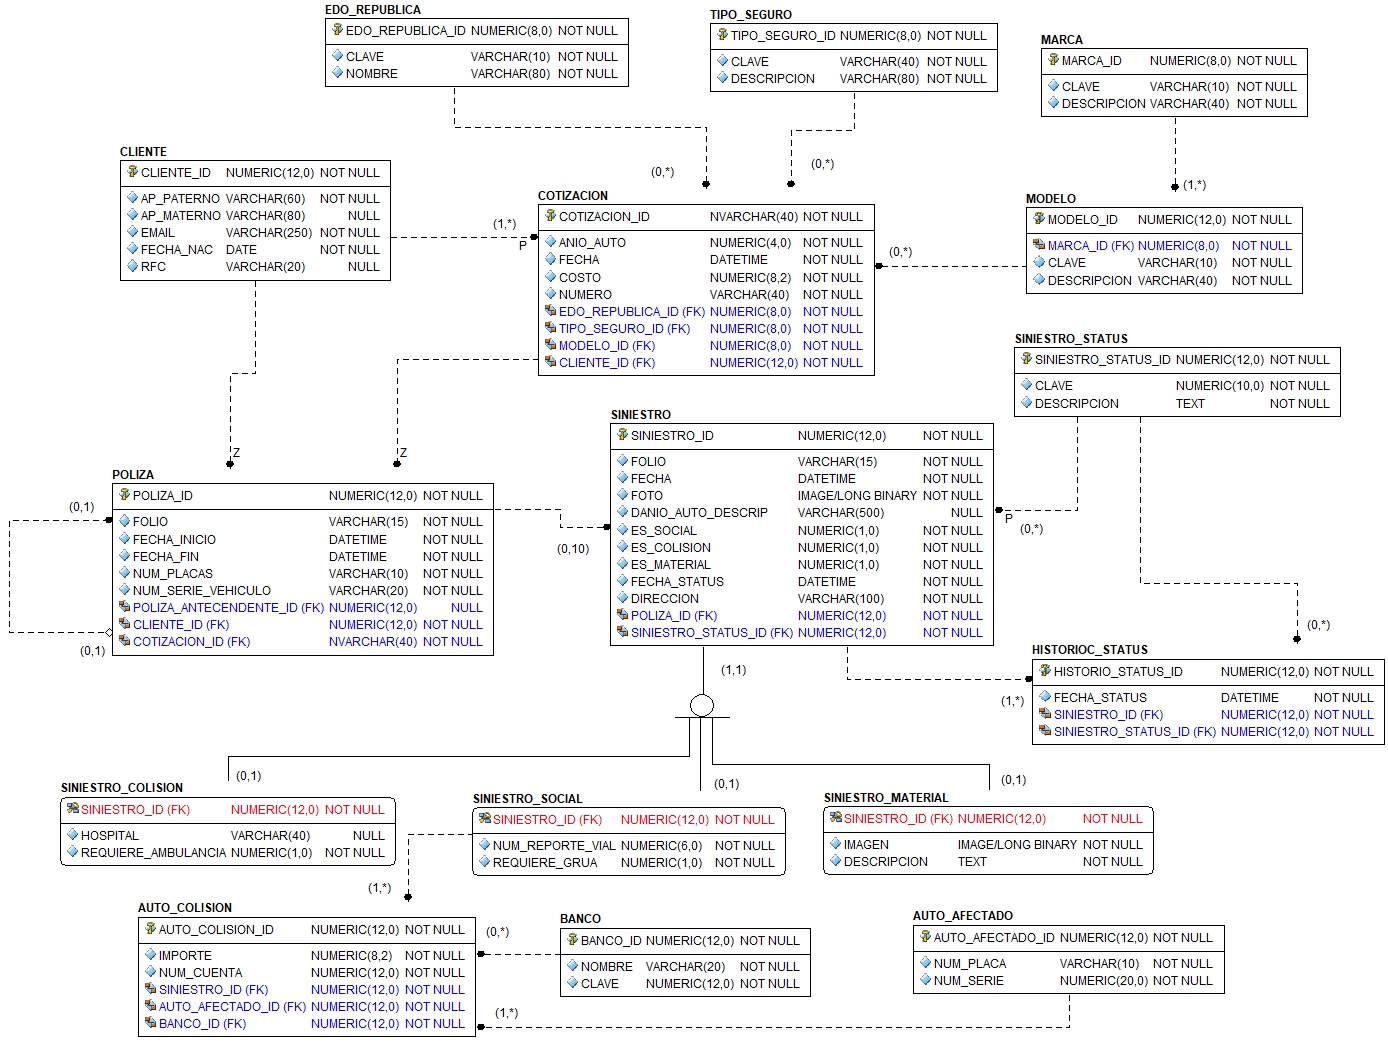 EDO_REPUBLICA
EDO_REPUBLICA_ID NUMERIC(8,0) NOT NULL
CLAVE VARCHAR(10) NOT NULL
NOMBRE VARCHAR(80) NOT NULL
TIPO_SEGURO
TIPO_SEGURO_ID NUMERIC(8,0) NOT NULL
CLAVE VARCHAR(40) NOT NULL
DESCRIPCION VARCHAR(80) NOT NULL
MARCA
MARCA_ID NUMERIC(8,0) NOT NULL
CLAVE VARCHAR(10) NOT NULL
DESCRIPCION VARCHAR(40) NOT NULL
(0,*)
(0,*)
(1,*)
CLIENTE
CLIENTE_ID NUMERIC(12,0) NOT NULL
AP_PATERNO VARCHAR(60) NOT NULL
AP_MATERNO VARCHAR(80) NULL
EMAIL VARCHAR(250) NOT NULL
FECHA_NAC DATE NOT NULL
RFC VARCHAR(20) NULL
(1,*)
P
COTIZACION
COTIZACION_ID NVARCHAR(40) NOT NULL
ANIO_AUTO NUMERIC(4,0) NOT NULL
FECHA DATETIME NOT NULL
COSTO NUMERIC(8,2) NOT NULL
NUMERO VARCHAR(40) NOT NULL
EDO_REPUBLICA_ID (FK) NUMERIC(8,0) NOT NULL
TIPO_SEGURO_ID (FK) NUMERIC(8,0) NOT NULL
MODELO_ID (FK) NUMERIC(8,0) NOT NULL
CLIENTE_ID (FK) NUMERIC(12,0) NOT NULL
(0,*)
MODELO
MODELO_ID NUMERIC(12,0) NOT NULL
MARCA_ID (FK) NUMERIC(8,0) NOT NULL
CLAVE VARCHAR(10) NOT NULL
DESCRIPCION VARCHAR(40) NOT NULL
SINIESTRO_STATUS
SINIESTRO_STATUS_ID NUMERIC(12,0) NOT NULL
CLAVE NUMERIC(10,0) NOT NULL
DESCRIPCION TEXT NOT NULL
Z
Z
POLIZA
POLIZA_ID NUMERIC(12,0) NOT NULL
FOLIO VARCHAR(15) NOT NULL
FECHA_INICIO DATETIME NOT NULL
FECHA_FIN DATETIME NOT NULL
NUM_PLACAS VARCHAR(10) NOT NULL
NUM_SERIE_VEHICULO VARCHAR(20) NOT NULL
POLIZA_ANTECENDENTE_ID (FK) NUMERIC(12,0) NULL
CLIENTE_ID (FK) NUMERIC(12,0) NOT NULL
COTIZACION_ID (FK) NVARCHAR(40) NOT NULL
(0,1)
(0,1)
(0,10)
SINIESTRO
SINIESTRO_ID NUMERIC(12,0) NOT NULL
FOLIO VARCHAR(15) NOT NULL
FECHA DATETIME NOT NULL
FOTO IMAGE/LONG BINARY NOT NULL
DANIO_AUTO_DESCRIP VARCHAR(500) NULL
ES_SOCIAL NUMERIC(1,0) NOT NULL
ES_COLISION NUMERIC(1,0) NOT NULL
ES_MATERIAL NUMERIC(1,0) NOT NULL
FECHA_STATUS DATETIME NOT NULL
DIRECCION VARCHAR(100) NOT NULL
POLIZA_ID (FK) NUMERIC(12,0) NOT NULL
SINIESTRO_STATUS_ID (FK) NUMERIC(12,0) NOT NULL
P
(0,*)
(0,*)
(1,1)
(1,*)
HISTORIOC_STATUS
HISTORIO_STATUS_ID NUMERIC(12,0) NOT NULL
FECHA_STATUS DATETIME NOT NULL
SINIESTRO_ID (FK) NUMERIC(12,0) NOT NULL
SINIESTRO_STATUS_ID (FK) NUMERIC(12,0) NOT NULL
(0,1)
(0,1)
(0,1)
SINIESTRO_COLISION
SINIESTRO_ID (FK) NUMERIC(12,0) NOT NULL
HOSPITAL VARCHAR(40) NULL
REQUIERE_AMBULANCIA NUMERIC(1,0) NOT NULL
SINIESTRO_SOCIAL
SINIESTRO_ID (FK) NUMERIC(12,0) NOT NULL
NUM_REPORTE_VIAL NUMERIC(6,0) NOT NULL
REQUIERE_GRUA NUMERIC(1,0) NOT NULL
SINIESTRO_MATERIAL
SINIESTRO_ID (FK) NUMERIC(12,0) NOT NULL
IMAGEN IMAGE/LONG BINARY NOT NULL
DESCRIPCION TEXT NOT NULL
(1,*)
AUTO_COLISION
AUTO_COLISION_ID NUMERIC(12,0) NOT NULL
IMPORTE NUMERIC(8,2) NOT NULL
NUM_CUENTA NUMERIC(12,0) NOT NULL
SINIESTRO_ID (FK) NUMERIC(12,0) NOT NULL
AUTO_AFECTADO_ID (FK) NUMERIC(12,0) NOT NULL
BANCO_ID (FK) NUMERIC(12,0) NOT NULL
(0,*)
(1,*)
BANCO
BANCO_ID NUMERIC(12,0) NOT NULL
NOMBRE VARCHAR(20) NOT NULL
CLAVE NUMERIC(12,0) NOT NULL
AUTO_AFECTADO
AUTO_AFECTADO_ID NUMERIC(12,0) NOT NULL
NUM_PLACA VARCHAR(10) NOT NULL
NUM_SERIE NUMERIC(20,0) NOT NULL